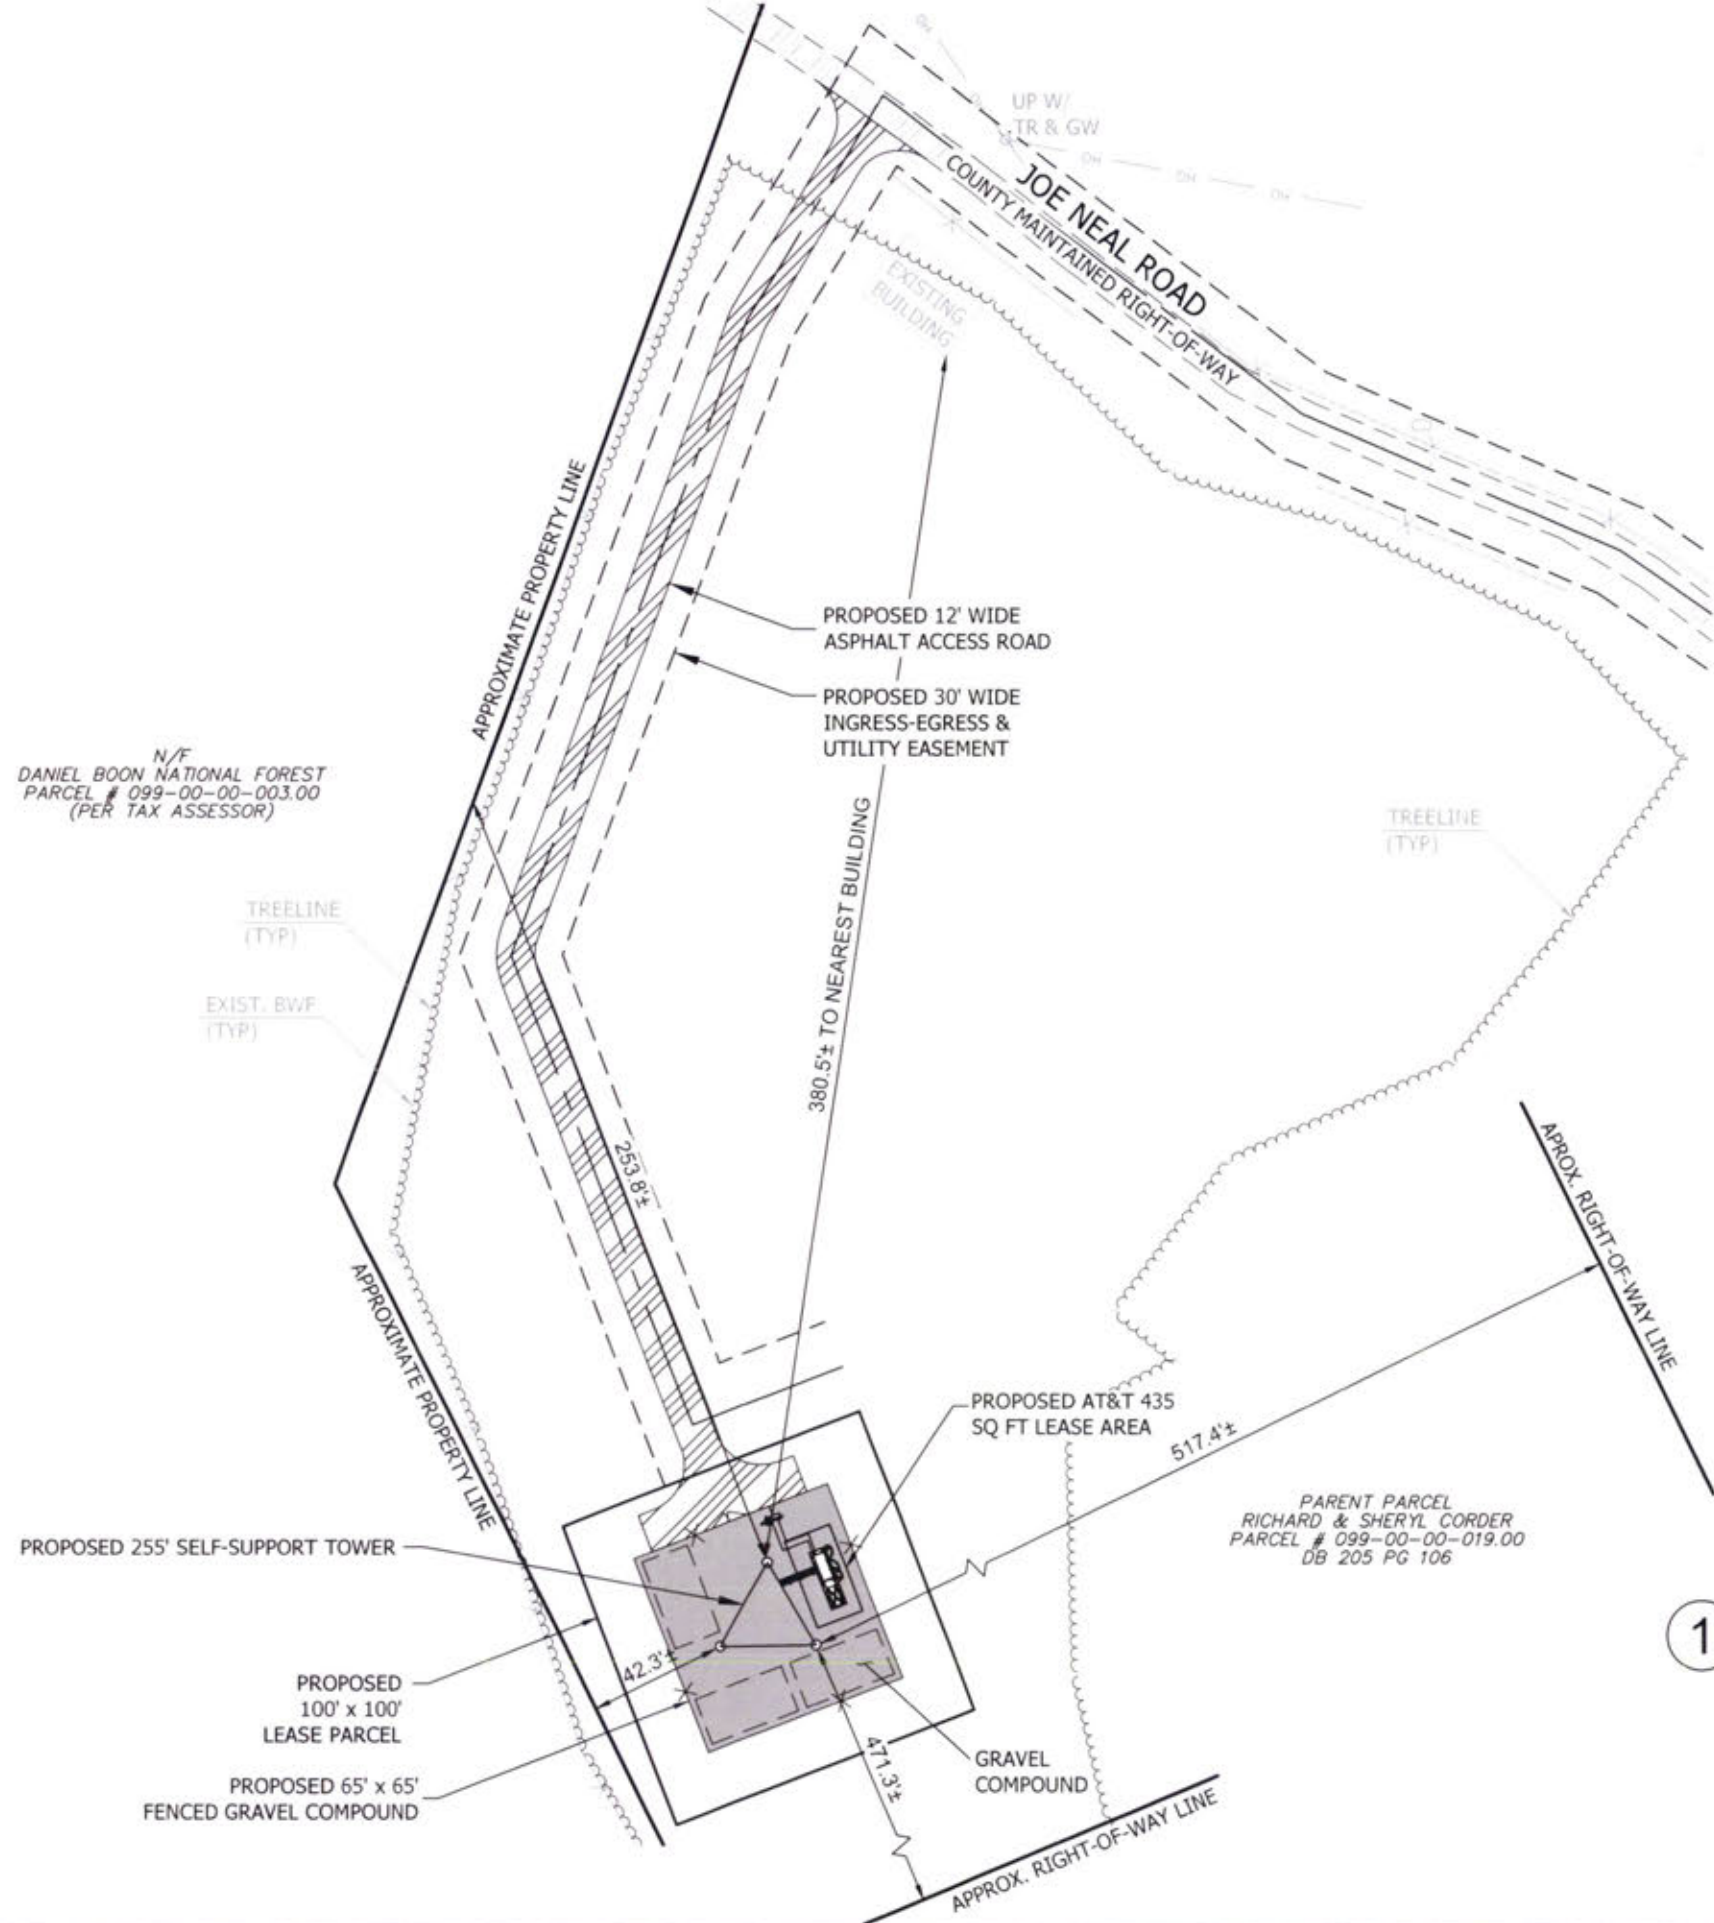 UP W/
TR & GW
OH
OH
OH
OH
OH
JOE NEAL ROAD
COUNTY MAINTAINED RIGHT-OF-WAY
EXISTING
BUILDING
APPROXIMATE PROPERTY LINE
PROPOSED 12' WIDE
ASPHALT ACCESS ROAD
PROPOSED 30' WIDE
INGRESS-EGRESS &
UTILITY EASEMENT
N/F
DANIEL BOON NATIONAL FOREST
PARCEL # 099-00-00-003.00
(PER TAX ASSESSOR)
TREELINE
(TYP)
380.5'± TO NEAREST BUILDING
TREELINE
(TYP)
EXIST. BWF
(TYP)
253.8'±
APROX. RIGHT-OF-WAY LINE
APPROXIMATE PROPERTY LINE
PROPOSED AT&T 435
SQ FT LEASE AREA
517.4'±
PARENT PARCEL
RICHARD & SHERYL CORDER
PARCEL # 099-00-00-019.00
DB 205 PG 106
PROPOSED 255' SELF-SUPPORT TOWER
1
42.3'±
PROPOSED
100' x 100'
LEASE PARCEL
471.3'±
GRAVEL
COMPOUND
PROPOSED 65' x 65'
FENCED GRAVEL COMPOUND
APPROX. RIGHT-OF-WAY LINE